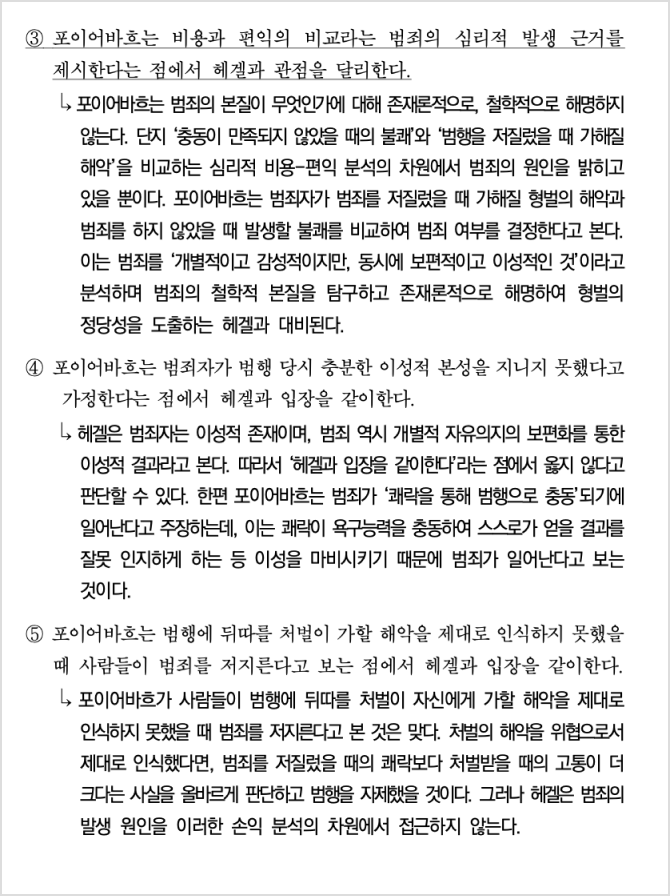 ③ 포이어바흐는 비용과 편익의 비교라는 범죄의 심리적 발생 근거를
제시한다는 점에서 헤겔과 관점을 달리한다.
↳ 포이어바흐는 범죄의 본질이 무엇인가에 대해 존재론적으로, 철학적으로 해명하지
않는다. 단지 ‘충동이 만족되지 않았을 때의 불쾌’와 ‘범행을 저질렀을 때 가해질
해악’을 비교하는 심리적 비용–편익 분석의 차원에서 범죄의 원인을 밝히고
있을 뿐이다. 포이어바흐는 범죄자가 범죄를 저질렀을 때 가해질 형벌의 해악과
범죄를 하지 않았을 때 발생할 불쾌를 비교하여 범죄 여부를 결정한다고 본다.
이는 범죄를 ‘개별적이고 감성적이지만, 동시에 보편적이고 이성적인 것’이라고
분석하며 범죄의 철학적 본질을 탐구하고 존재론적으로 해명하여 형벌의
정당성을 도출하는 헤겔과 대비된다.
④ 포이어바흐는 범죄자가 범행 당시 충분한 이성적 본성을 지니지 못했다고
가정한다는 점에서 헤겔과 입장을 같이한다.
↳ 헤겔은 범죄자는 이성적 존재이며, 범죄 역시 개별적 자유의지의 보편화를 통한
이성적 결과라고 본다. 따라서 ‘헤겔과 입장을 같이한다’라는 점에서 옳지 않다고
판단할 수 있다. 한편 포이어바흐는 범죄가 ‘쾌락을 통해 범행으로 충동’되기에
일어난다고 주장하는데, 이는 쾌락이 욕구능력을 충동하여 스스로가 얻을 결과를
잘못 인지하게 하는 등 이성을 마비시키기 때문에 범죄가 일어난다고 보는
것이다.
⑤ 포이어바흐는 범행에 뒤따를 처벌이 가할 해악을 제대로 인식하지 못했을
때 사람들이 범죄를 저지른다고 보는 점에서 헤겔과 입장을 같이한다.
↳ 포이어바흐가 사람들이 범행에 뒤따를 처벌이 자신에게 가할 해악을 제대로
인식하지 못했을 때 범죄를 저지른다고 본 것은 맞다. 처벌의 해악을 위협으로서
제대로 인식했다면, 범죄를 저질렀을 때의 쾌락보다 처벌받을 때의 고통이 더
크다는 사실을 올바르게 판단하고 범행을 자제했을 것이다. 그러나 헤겔은 범죄의
발생 원인을 이러한 손익 분석의 차원에서 접근하지 않는다.